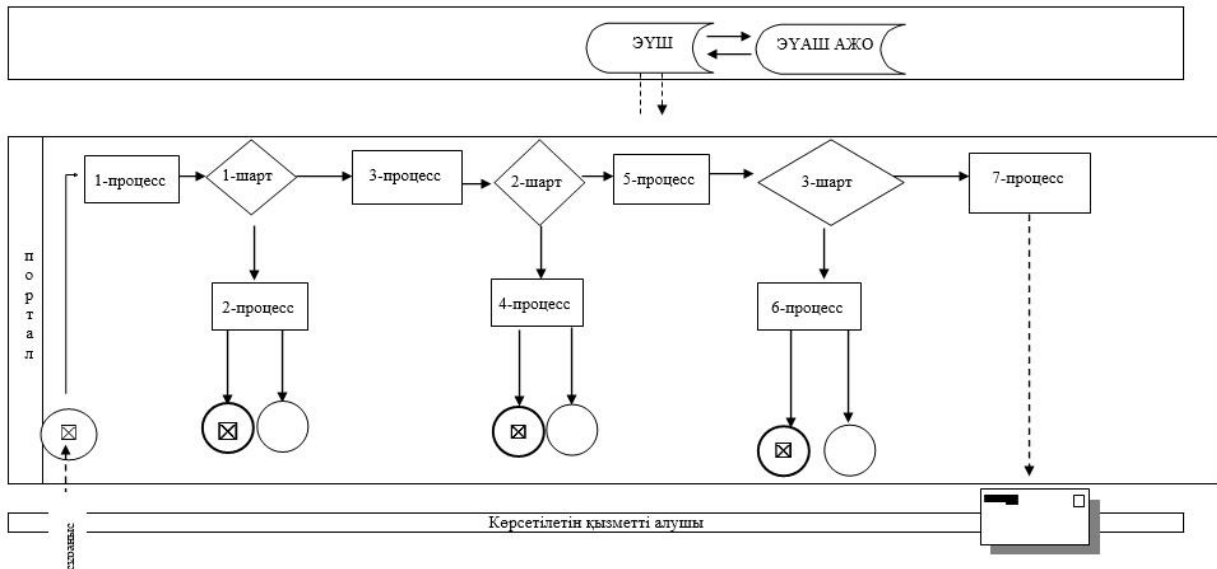 ЭҮШ
ЭҮАШ АЖО
портал
1-процесс
1-шарт
3-процесс
2-шарт
5-процесс
3-шарт
7-процесс
2-процесс
4-процесс
6-процесс
Көрсетілетін қызметті алушы